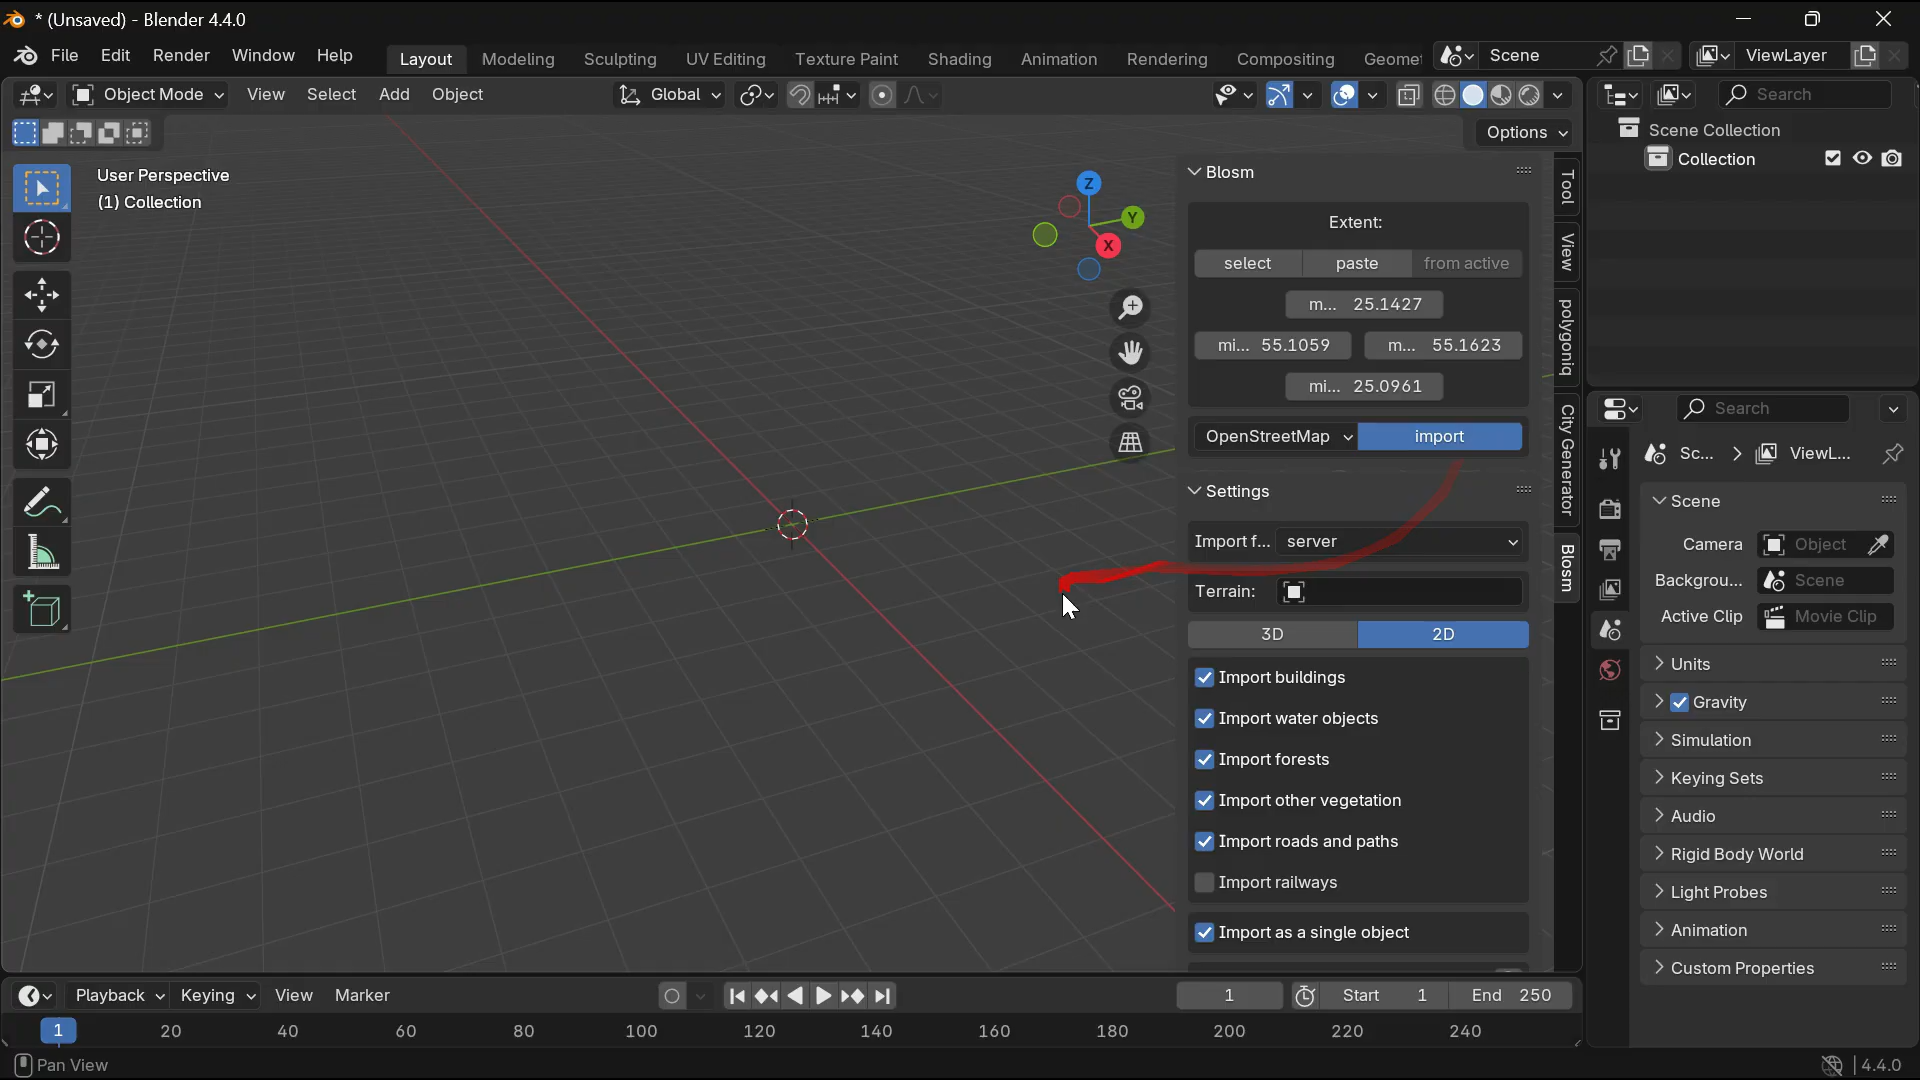 * (Unsaved) - Blender 4.4.0
File Edit Render Window Help Layout Modeling Sculpting UV Editing Texture Paint Shading Animation Rendering Compositing Geomet Scene ViewLayer
Object Mode View Select Add Object Global Search
Options
User Perspective
(1) Collection
Z
Y
X
Blosm
Extent:
select paste from active
m... 25.1427
mi... 55.1059 m... 55.1623
mi... 25.0961
OpenStreetMap import
Settings
Import f... server
Terrain:
3D 2D
Import buildings
Import water objects
Import forests
Import other vegetation
Import roads and paths
Import railways
Import as a single object
Tool
View
polygoniq
City Generator
Blosm
Scene Collection
Collection
Search
Sc... ViewL...
Scene
Camera Object
Backgrou... Scene
Active Clip Movie Clip
Units
Gravity
Simulation
Keying Sets
Audio
Rigid Body World
Light Probes
Animation
Custom Properties
Playback Keying View Marker 1 Start 1 End 250
1 20 40 60 80 100 120 140 160 180 200 220 240
Pan View 4.4.0